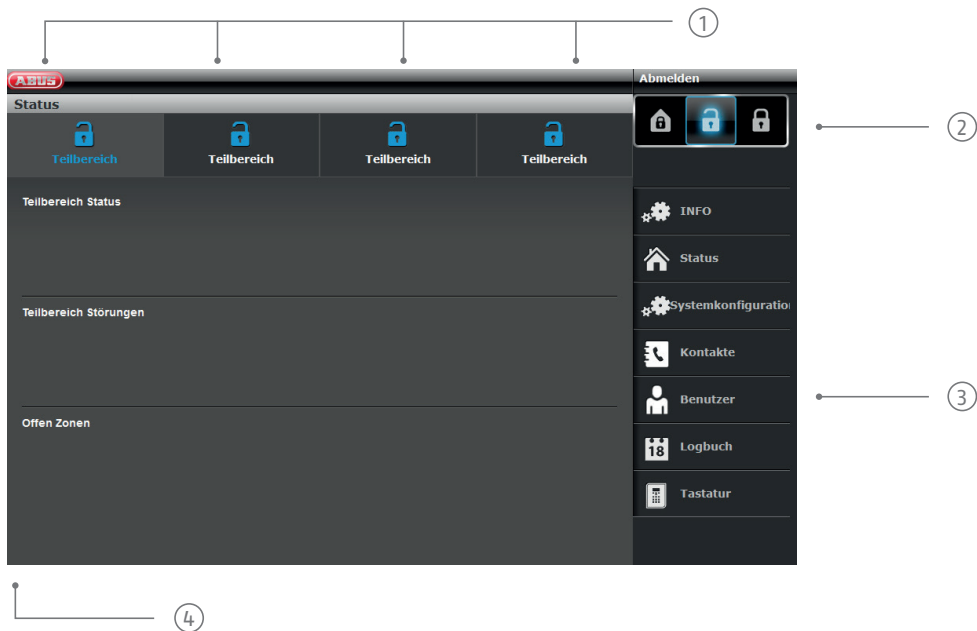 1
ABUS
Abmelden
Status
Teilbereich
Teilbereich
Teilbereich
Teilbereich
2
Teilbereich Status
Teilbereich Störungen
Offen Zonen
INFO
Status
Systemkonfiguration
Kontakte
Benutzer
18
Logbuch
Tastatur
3
4